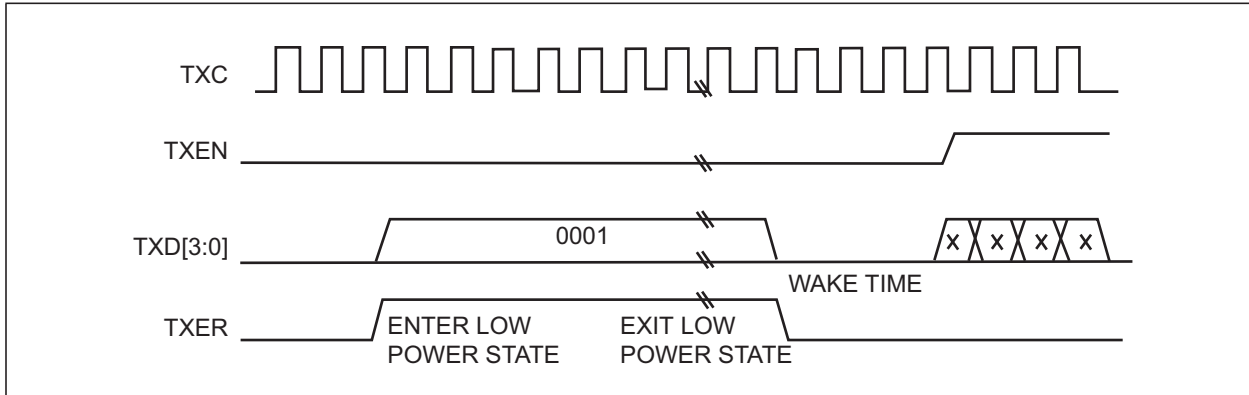 TXC
TXEN
TXD[3:0]
0001
x x x x
WAKE TIME
TXER
ENTER LOW
POWER STATE
EXIT LOW
POWER STATE